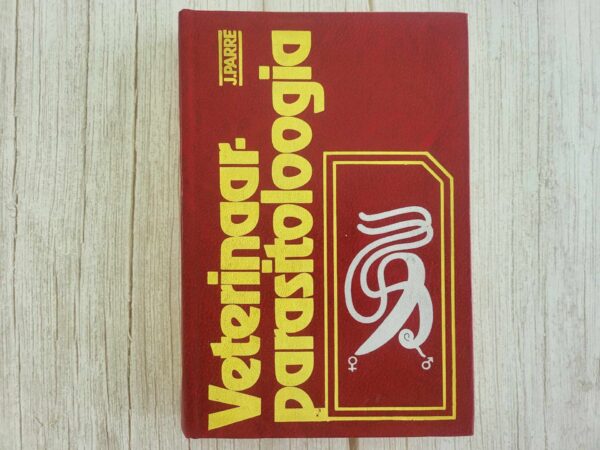 J.PARRE
Veterinaar-
parasitoloogia
♀
♂